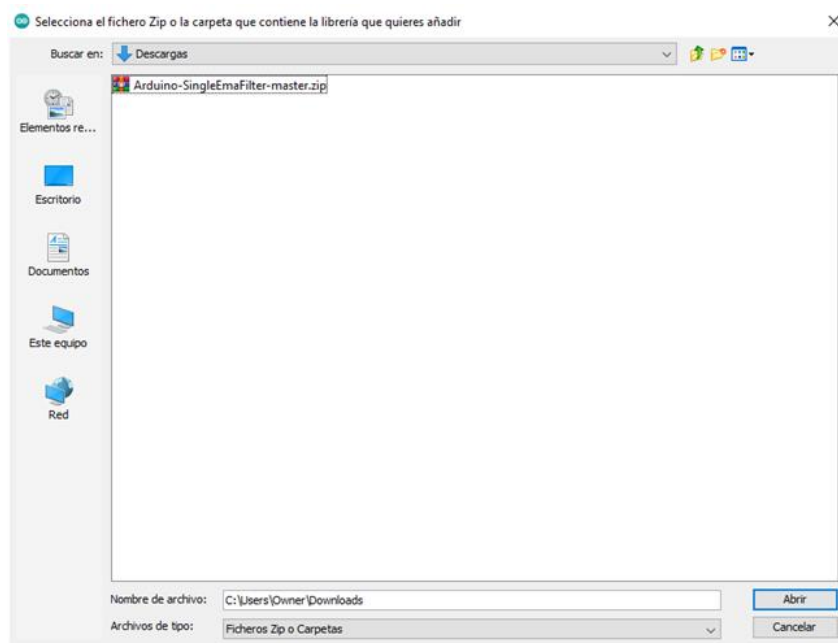 Selecciona el fichero Zip o la carpeta que contiene la librería que quieres añadir
Buscar en: Descargas
Arduino-SingleEmaFilter-master.zip
Elementos re...
Escritorio
Documentos
Este equipo
Red
Nombre de archivo: C:\Users\Owner\Downloads Abrir
Archivos de tipo: Ficheros Zip o Carpetas Cancelar